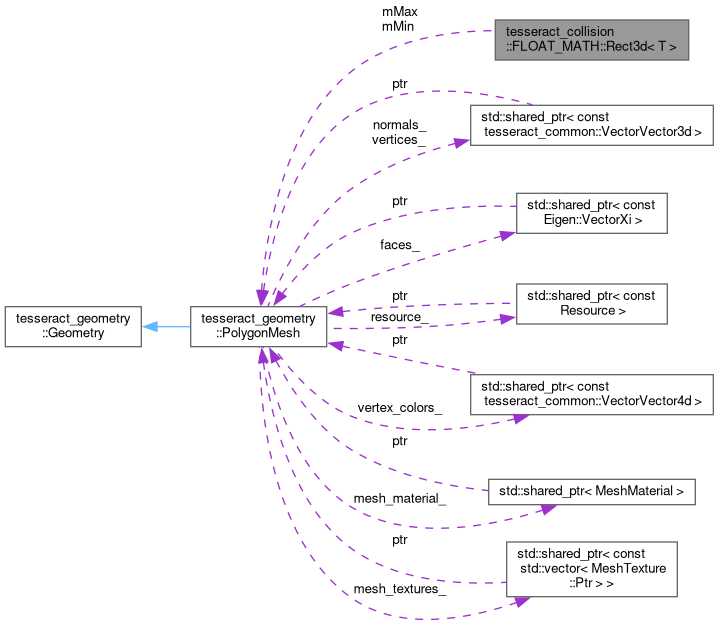 mMax
mMin
tesseract_collision
::FLOAT_MATH::Rect3d< T >
ptr
std::shared_ptr< const
tesseract_common::VectorVector3d >
normals_
vertices_
ptr
std::shared_ptr< const
Eigen::VectorXi >
faces_
tesseract_geometry
::Geometry
tesseract_geometry
::PolygonMesh
ptr
resource_
std::shared_ptr< const
Resource >
ptr
std::shared_ptr< const
tesseract_common::VectorVector4d >
vertex_colors_
ptr
std::shared_ptr< MeshMaterial >
mesh_material_
ptr
std::shared_ptr< const
std::vector< MeshTexture
::Ptr > >
mesh_textures_